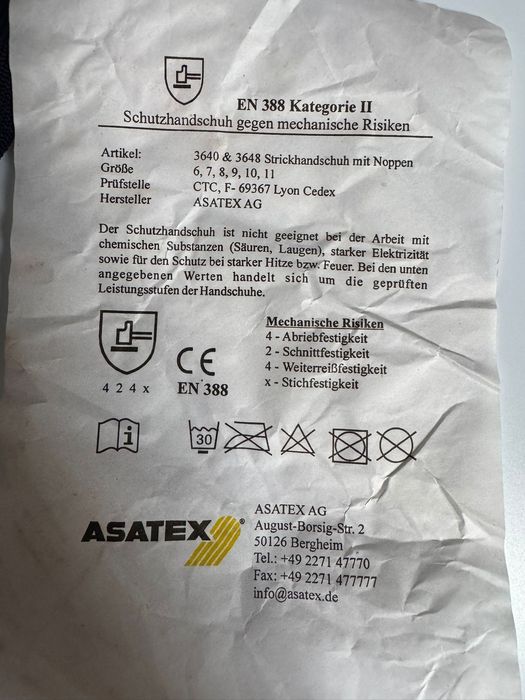 EN 388 Kategorie II
Schutzhandschuh gegen mechanische Risiken
Artikel: 3640 & 3648 Strickhandschuh mit Noppen
Größe 6, 7, 8, 9, 10, 11
Prüfstelle CTC, F- 69367 Lyon Cedex
Hersteller ASATEX AG
Der Schutzhandschuh ist nicht geeignet bei der Arbeit mit
chemischen Substanzen (Säuren, Laugen), starker Elektrizität
sowie für den Schutz bei starker Hitze bzw. Feuer. Bei den unten
angegebenen Werten handelt sich um die geprüften
Leistungsstufen der Handschuhe.
Mechanische Risiken
4 - Abriebfestigkeit
2 - Schnittfestigkeit
4 - Weiterreißfestigkeit
x - Stichfestigkeit
4 2 4 x
CE
EN 388
i
30
ASATEX®
ASATEX AG
August-Borsig-Str. 2
50126 Bergheim
Tel.: +49 2271 47770
Fax: +49 2271 477777
info@asatex.de